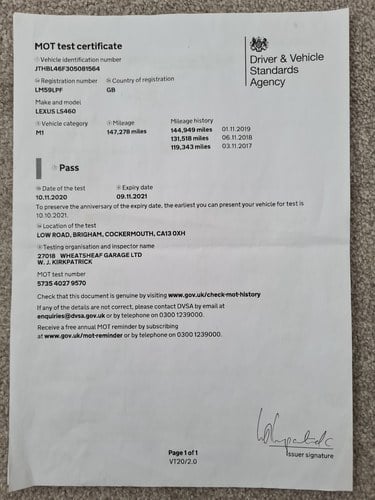 MOT test certificate
Driver & Vehicle
Standards
Agency
Vehicle identification number
JTHBL46F305081564
Registration number
Country of registration
LM59LPF
GB
Make and model
LEXUS LS460
Vehicle category
Mileage
Mileage history
M1
147,278 miles
144,949 miles 01.11.2019
131,518 miles 06.11.2018
119,343 miles 03.11.2017
Pass
Date of the test
Expiry date
10.11.2020
09.11.2021
To preserve the anniversary of the expiry date, the earliest you can present your vehicle for test is
10.10.2021.
Location of the test
LOW ROAD, BRIGHAM, COCKERMOUTH, CA13 0XH
Testing organisation and inspector name
27018 WHEATSHEAF GARAGE LTD
W. J. KIRKPATRICK
MOT test number
5735 4027 9570
Check that this document is genuine by visiting www.gov.uk/check-mot-history
If any of the details are not correct, please contact DVSA by email at
enquiries@dvsa.gov.uk or by telephone on 0300 1239000.
Receive a free annual MOT reminder by subscribing
at www.gov.uk/mot-reminder or by telephone on 0300 1239000.
Issuer signature
Page 1 of 1
VT20/2.0